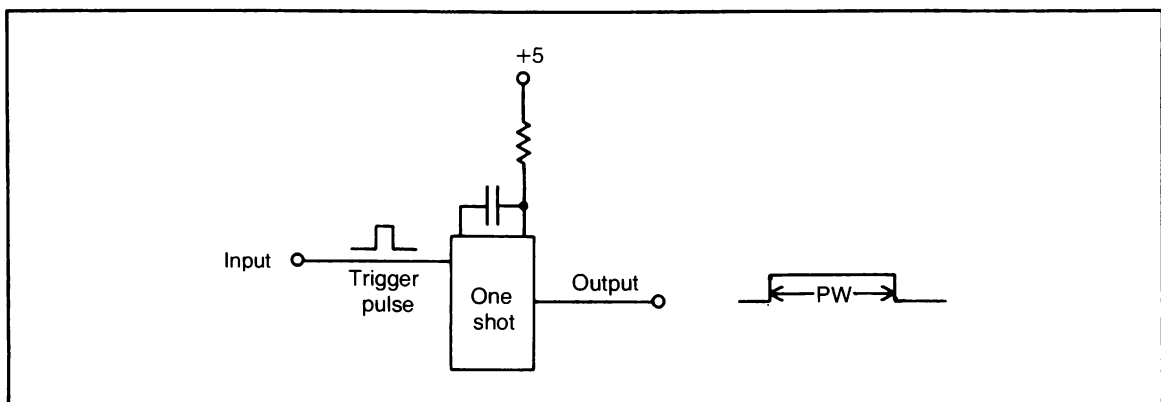 +5
Input
Trigger
pulse
One
shot
Output
PW